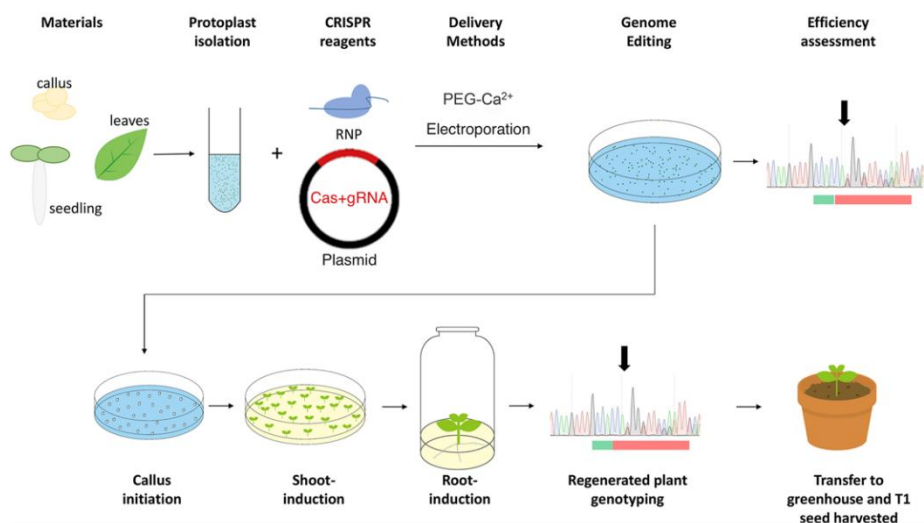 Materials
Protoplast
isolation
CRISPR
reagents
Delivery
Methods
Genome
Editing
Efficiency
assessment
callus
leaves
seedling
+
RNP
Cas+gRNA
Plasmid
PEG-Ca²⁺
Electroporation
Callus
initiation
Shoot-
induction
Root-
induction
Regenerated plant
genotyping
Transfer to
greenhouse and T1
seed harvested